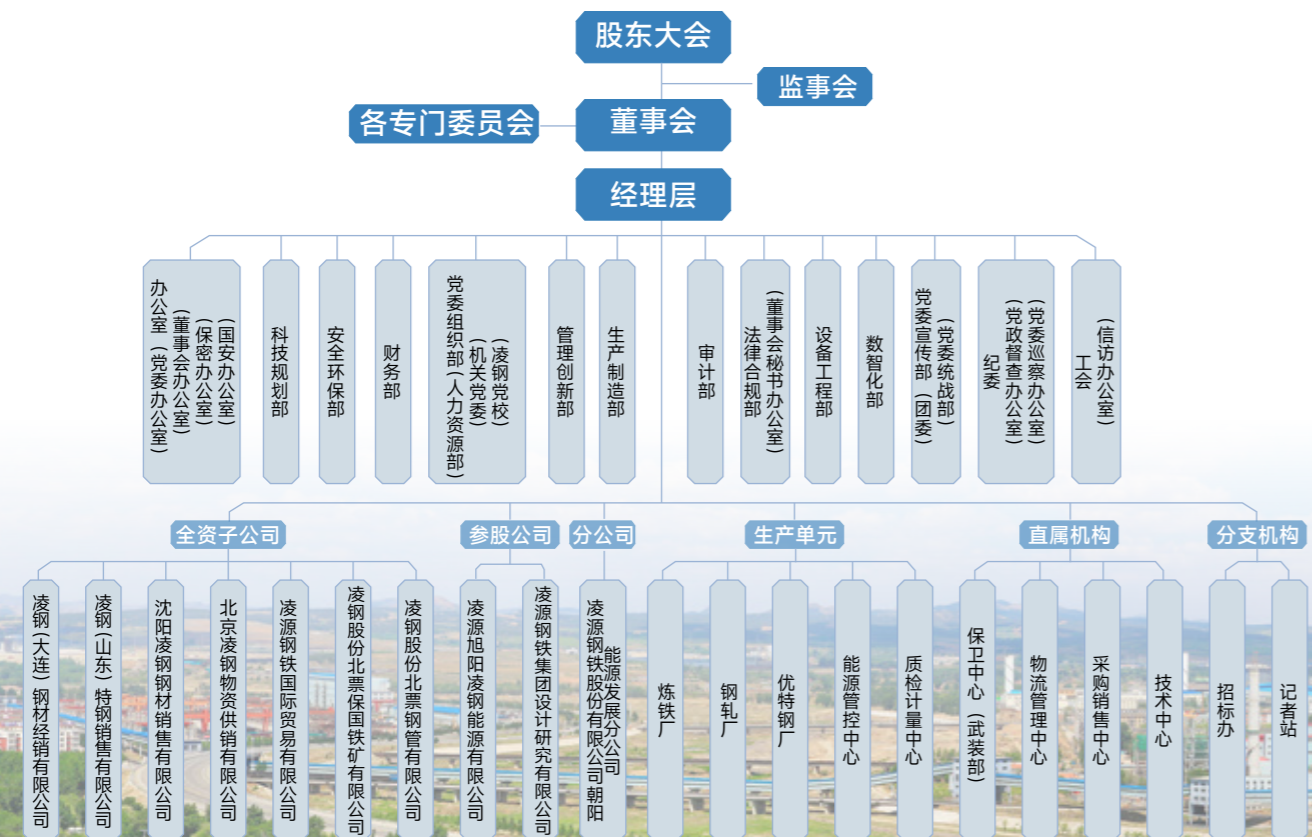 股东大会
监事会
各专门委员会
董事会
经理层
办公室（党委办公室）
（董事会办公室）
（保密办公室）
（国安办公室）
科技规划部
安全环保部
财务部
党委组织部（人力资源部）
（机关党委）
（凌钢党校）
管理创新部
生产制造部
审计部
法律合规部
（董事会秘书办公室）
设备工程部
数智化部
党委宣传部（团委）
（党委统战部）
纪委
（党政督查办公室）
（党委巡察办公室）
工会
（信访办公室）
全资子公司
参股公司
分公司
生产单元
直属机构
分支机构
凌钢（大连）钢材经销有限公司
凌钢（山东）特钢销售有限公司
沈阳凌钢钢材销售有限公司
北京凌钢物资供销有限公司
凌源钢铁国际贸易有限公司
凌钢股份北票保国铁矿有限公司
凌钢股份北票钢管有限公司
凌源旭阳凌钢能源有限公司
凌源钢铁集团设计研究有限公司
凌源钢铁股份有限公司朝阳
能源发展分公司
炼铁厂
钢轧厂
优特钢厂
能源管控中心
质检计量中心
保卫中心（武装部）
物流管理中心
采购销售中心
技术中心
招标办
记者站